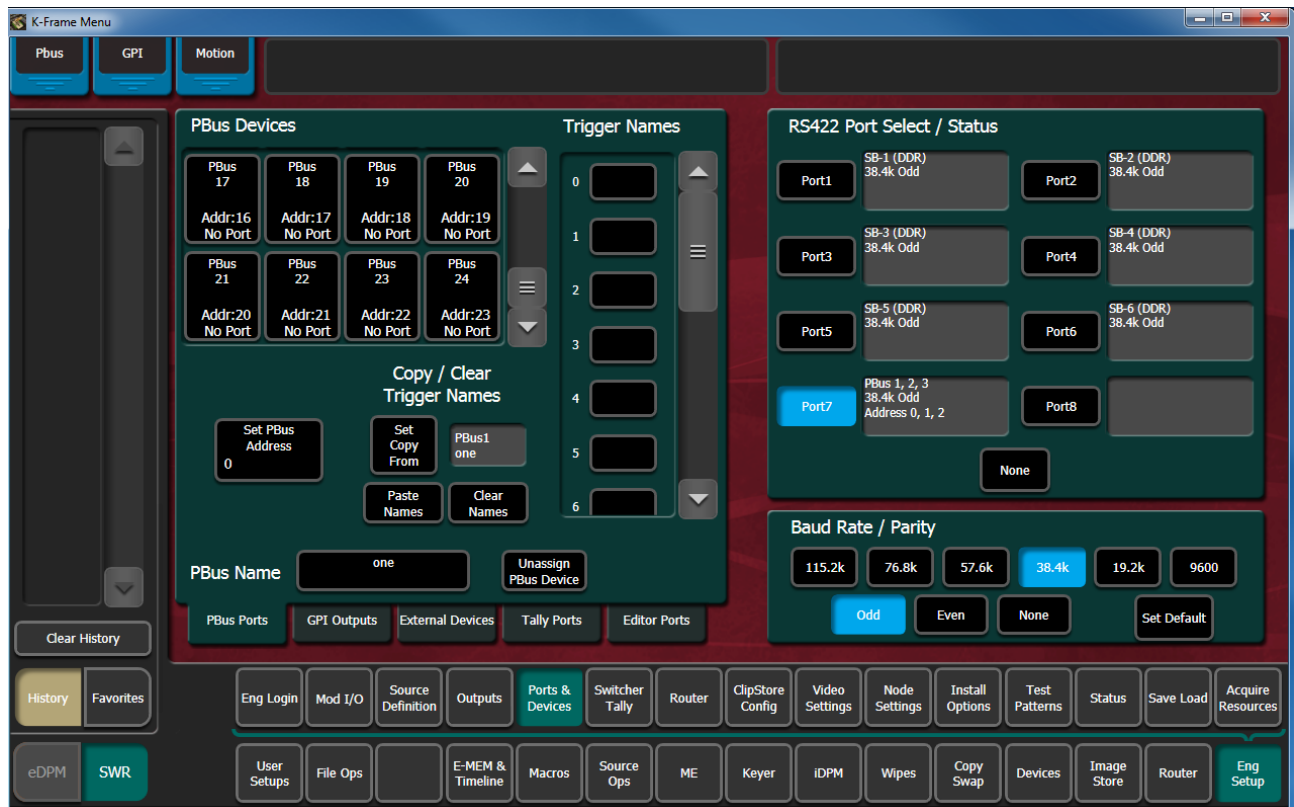 K-Frame Menu
Pbus
GPI
Motion
PBus Devices
Trigger Names
PBus
17
Addr:16
No Port
PBus
18
Addr:17
No Port
PBus
19
Addr:18
No Port
PBus
20
Addr:19
No Port
PBus
21
Addr:20
No Port
PBus
22
Addr:21
No Port
PBus
23
Addr:22
No Port
PBus
24
Addr:23
No Port
0
1
2
3
4
5
6
Copy / Clear
Trigger Names
Set PBus
Address
0
Set
Copy
From
PBus1
one
Paste
Names
Clear
Names
PBus Name
one
Unassign
PBus Device
PBus Ports
GPI Outputs
External Devices
Tally Ports
Editor Ports
RS422 Port Select / Status
Port1
SB-1 (DDR)
38.4k Odd
Port2
SB-2 (DDR)
38.4k Odd
Port3
SB-3 (DDR)
38.4k Odd
Port4
SB-4 (DDR)
38.4k Odd
Port5
SB-5 (DDR)
38.4k Odd
Port6
SB-6 (DDR)
38.4k Odd
Port7
PBus 1, 2, 3
38.4k Odd
Address 0, 1, 2
Port8
None
Baud Rate / Parity
115.2k
76.8k
57.6k
38.4k
19.2k
9600
Odd
Even
None
Set Default
Clear History
History
Favorites
Eng Login
Mod I/O
Source
Definition
Outputs
Ports &
Devices
Switcher
Tally
Router
ClipStore
Config
Video
Settings
Node
Settings
Install
Options
Test
Patterns
Status
Save Load
Acquire
Resources
eDPM
SWR
User
Setups
File Ops
E-MEM &
Timeline
Macros
Source
Ops
ME
Keyer
iDPM
Wipes
Copy
Swap
Devices
Image
Store
Router
Eng
Setup